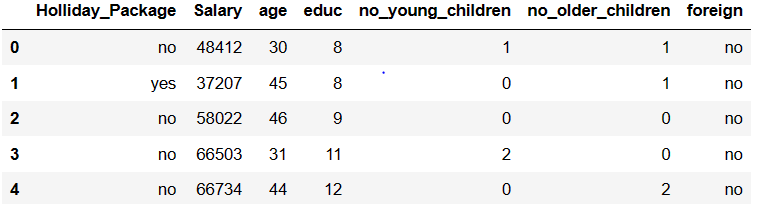 Holliday_Package Salary age educ no_young_children no_older_children foreign
0 no 48412 30 8 1 1 no
1 yes 37207 45 8 0 1 no
2 no 58022 46 9 0 0 no
3 no 66503 31 11 2 0 no
4 no 66734 44 12 0 2 no